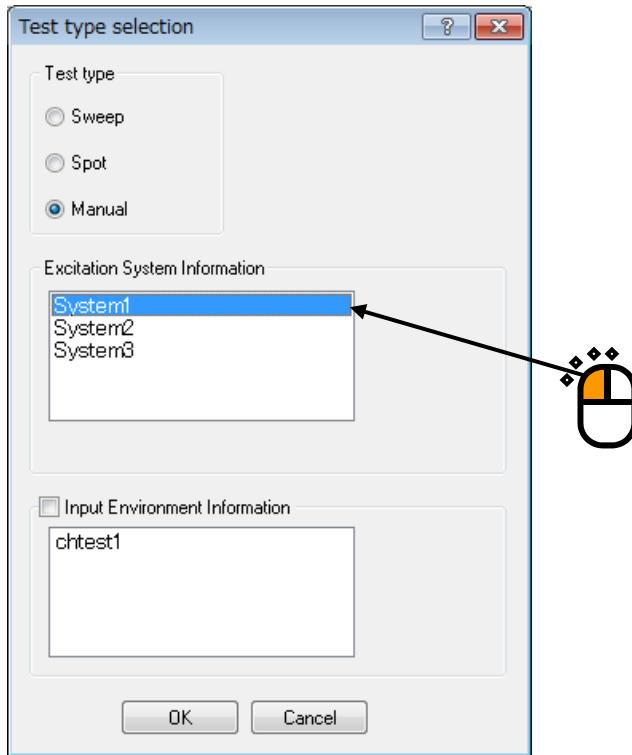 Test type selection
?
Test type
Sweep
Spot
Manual
Excitation System Information
System1
System2
System3
Input Environment Information
chtest1
OK Cancel